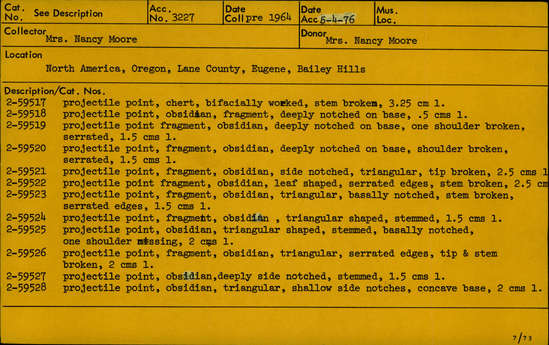 Cat. No. See Description Acc. No. 3227 Date Coll pre 1964 Date Acc 5-4-76 Mus. Loc.
Collector Mrs. Nancy Moore Donor Mrs. Nancy Moore
Location
North America, Oregon, Lane County, Eugene, Bailey Hills
Description/Cat. Nos.
2-59517 projectile point, chert, bifacially worked, stem broken, 3.25 cm l.
2-59518 projectile point, obsidian, fragment, deeply notched on base, .5 cms l.
2-59519 projectile point fragment, obsidian, deeply notched on base, one shoulder broken,
serrated, 1.5 cms l.
2-59520 projectile point, fragment, obsidian, deeply notched on base, shoulder broken,
serrated, 1.5 cms l.
2-59521 projectile point, fragment, obsidian, side notched, triangular, tip broken, 2.5 cms l
2-59522 projectile point fragment, obsidian, leaf shaped, serrated edges, stem broken, 2.5 cm
2-59523 projectile point, fragment, obsidian, triangular, basally notched, stem broken,
serrated edges, 1.5 cms l.
2-59524 projectile point, fragment, obsidian , triangular shaped, stemmed, 1.5 cms l.
2-59525 projectile point, obsidian, triangular shaped, stemmed, basally notched,
one shoulder missing, 2 cms l.
2-59526 projectile point, fragment, obsidian, triangular, serrated edges, tip & stem
broken, 2 cms l.
2-59527 projectile point, obsidian,deeply side notched, stemmed, 1.5 cms l.
2-59528 projectile point, obsidian, triangular, shallow side notches, concave base, 2 cms l.
7/73